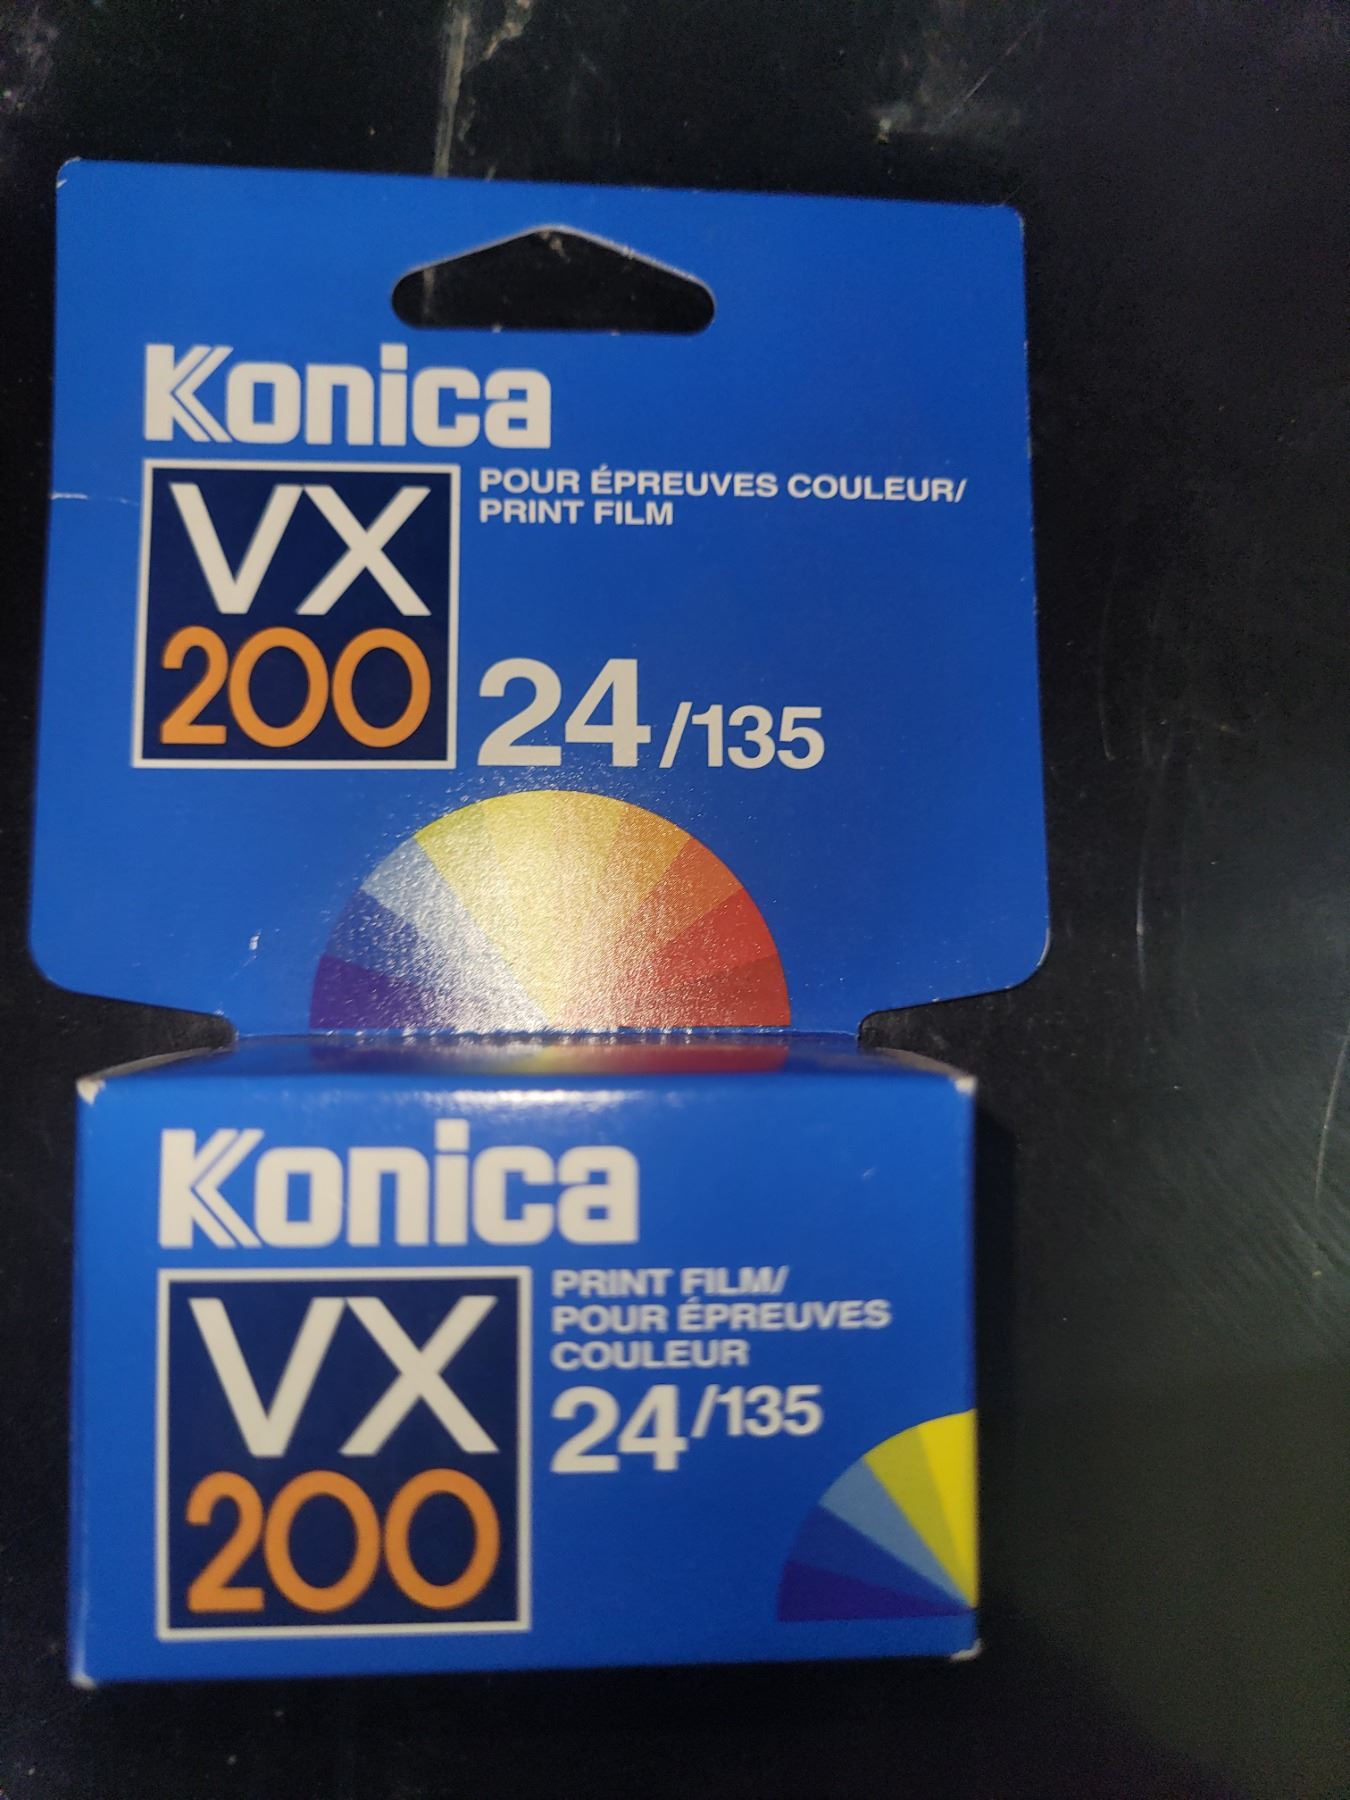 Konica
VX
200
POUR ÉPREUVES COULEUR/
PRINT FILM
24/135
Konica
VX
200
PRINT FILM/
POUR ÉPREUVES
COULEUR
24/135